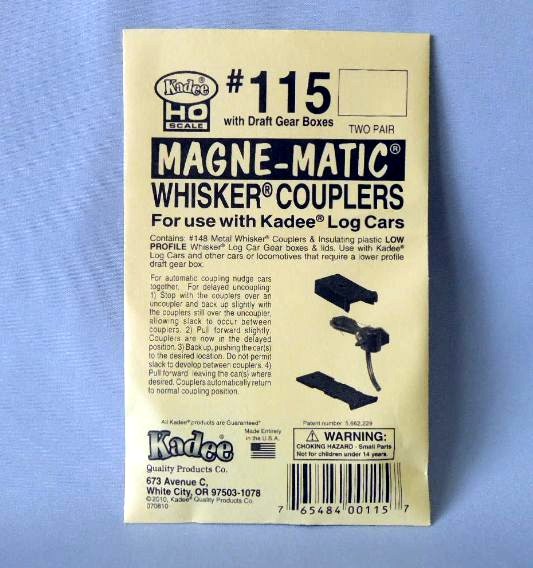 Kadee®
HO
SCALE
#115
with Draft Gear Boxes
TWO PAIR
MAGNE-MATIC®
WHISKER® COUPLERS
For use with Kadee® Log Cars
Contains: #148 Metal Whisker® Couplers & Insulating plastic LOW
PROFILE Whisker® Log Car Gear boxes & lids. Use with Kadee®
Log Cars and other cars or locomotives that require a lower profile
draft gear box.
For automatic coupling nudge cars
together. For delayed uncoupling:
1) Stop with the couplers over an
uncoupler and back up slightly with
the couplers still over the uncoupler,
allowing slack to occur between
couplers. 2) Pull forward slightly.
Couplers are now in the delayed
position. 3) Back up, pushing the car(s)
to the desired location. Do not permit
slack to develop between couplers. 4)
Pull forward leaving the car(s) where
desired. Couplers automatically return
to normal coupling position.
All Kadee® products are Guaranteed*
Patent number 5,662,229
Made Entirely
in the U.S.A.
Kadee®
Quality Products Co.
673 Avenue C,
White City, OR 97503-1078
©2010, Kadee® Quality Products Co.
070810
⚠ WARNING:
CHOKING HAZARD - Small Parts
Not for children under 14 years.
7 65484 00115 7